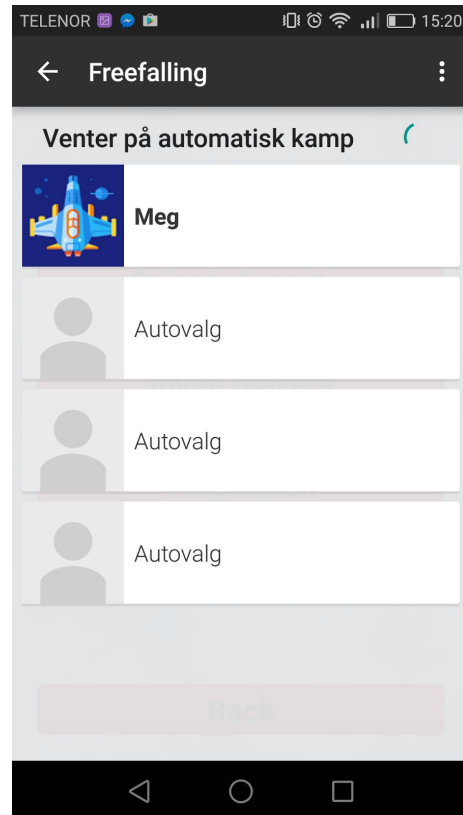 TELENOR 15:20
Freefalling
Venter på automatisk kamp
Meg
Autovalg
Autovalg
Autovalg
Back